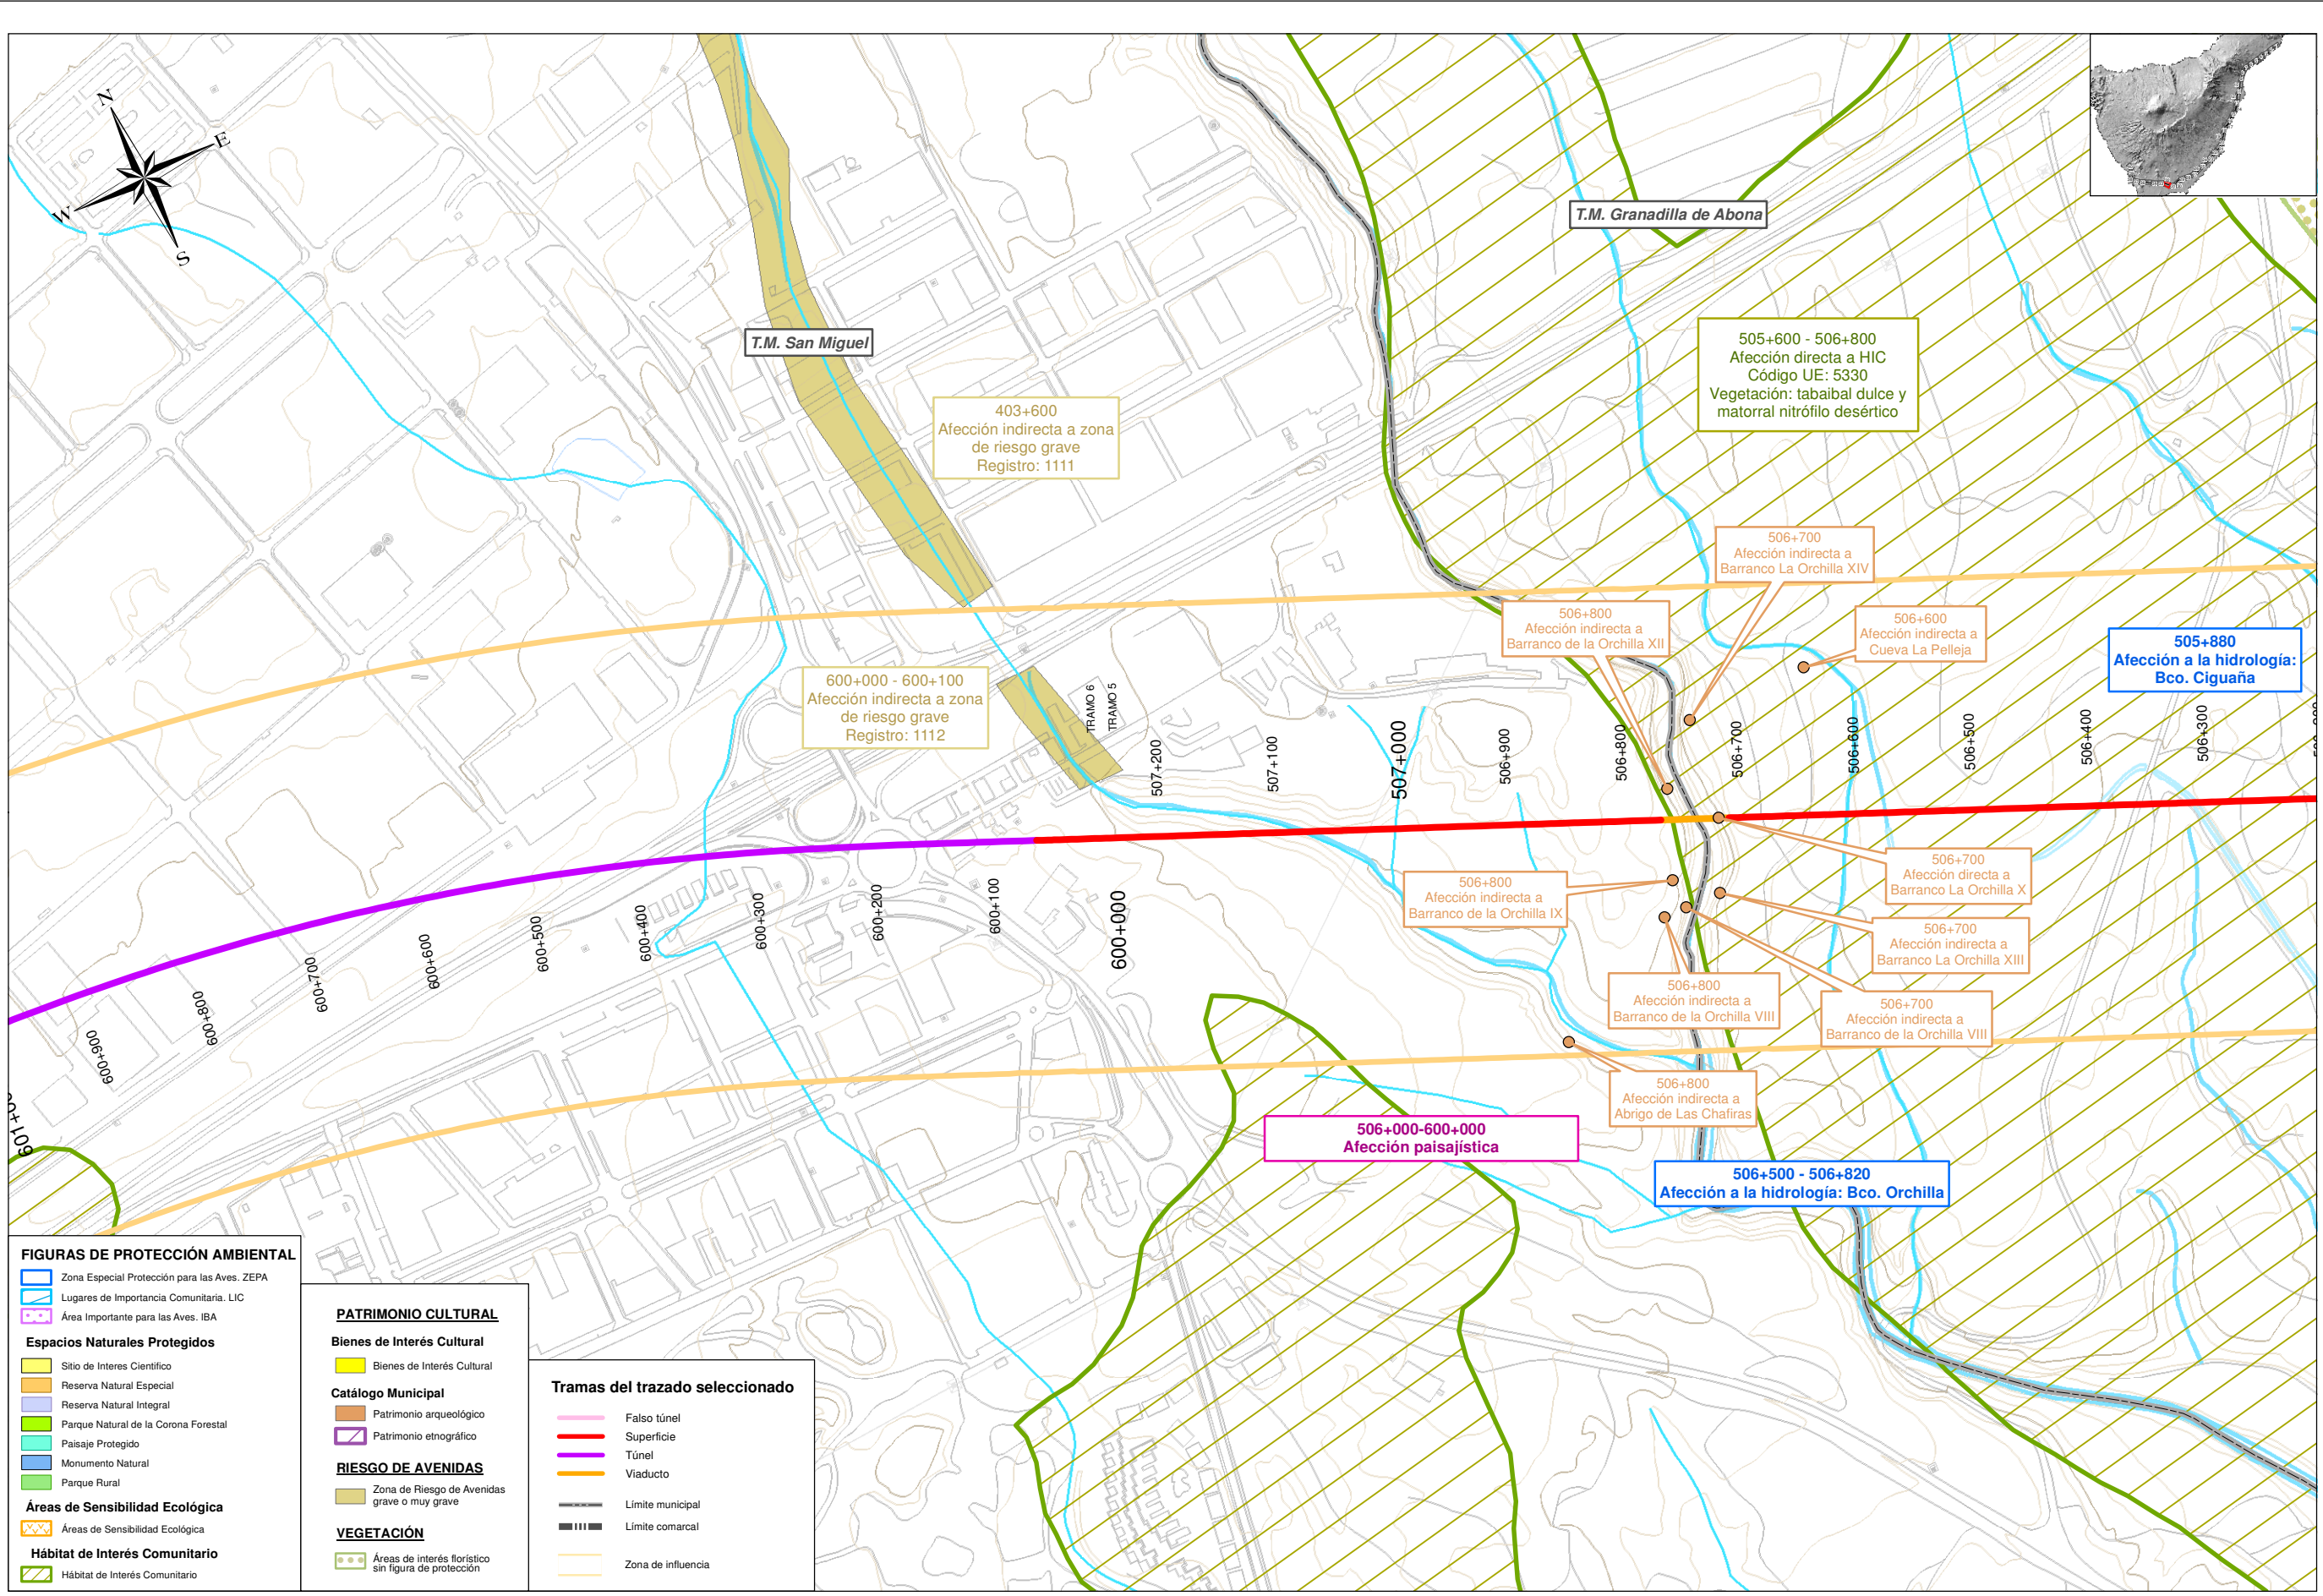 N
E
W
S
T.M. Granadilla de Abona
T.M. San Miguel
505+600 - 506+800
Afección directa a HIC
Código UE: 5330
Vegetación: tabaibal dulce y
matorral nitrófilo desértico
403+600
Afección indirecta a zona
de riesgo grave
Registro: 1111
506+700
Afección indirecta a
Barranco La Orchilla XIV
506+800
Afección indirecta a
Barranco de la Orchilla XII
506+600
Afección indirecta a
Cueva La Pelleja
505+880
Afección a la hidrología:
Bco. Ciguaña
600+000 - 600+100
Afección indirecta a zona
de riesgo grave
Registro: 1112
TRAMO 6
TRAMO 5
507+200
507+100
507+000
506+900
506+800
506+700
506+600
506+500
506+400
506+300
506+700
Afección directa a
Barranco La Orchilla X
506+800
Afección indirecta a
Barranco de la Orchilla IX
506+700
Afección indirecta a
Barranco La Orchilla XIII
506+800
Afección indirecta a
Barranco de la Orchilla VIII
506+700
Afección indirecta a
Barranco de la Orchilla VIII
506+800
Afección indirecta a
Abrigo de Las Chafiras
601+0
600+900
600+800
600+700
600+600
600+500
600+400
600+300
600+200
600+100
600+000
506+000-600+000
Afección paisajística
506+500 - 506+820
Afección a la hidrología: Bco. Orchilla
FIGURAS DE PROTECCIÓN AMBIENTAL
Zona Especial Protección para las Aves. ZEPA
Lugares de Importancia Comunitaria. LIC
Área Importante para las Aves. IBA
Espacios Naturales Protegidos
Sitio de Interes Cientifico
Reserva Natural Especial
Reserva Natural Integral
Parque Natural de la Corona Forestal
Paisaje Protegido
Monumento Natural
Parque Rural
Áreas de Sensibilidad Ecológica
Áreas de Sensibilidad Ecológica
Hábitat de Interés Comunitario
Hábitat de Interés Comunitario
PATRIMONIO CULTURAL
Bienes de Interés Cultural
Bienes de Interés Cultural
Catálogo Municipal
Patrimonio arqueológico
Patrimonio etnográfico
RIESGO DE AVENIDAS
Zona de Riesgo de Avenidas
grave o muy grave
VEGETACIÓN
Áreas de interés florístico
sin figura de protección
Tramas del trazado seleccionado
Falso túnel
Superficie
Túnel
Viaducto
Límite municipal
Límite comarcal
Zona de influencia